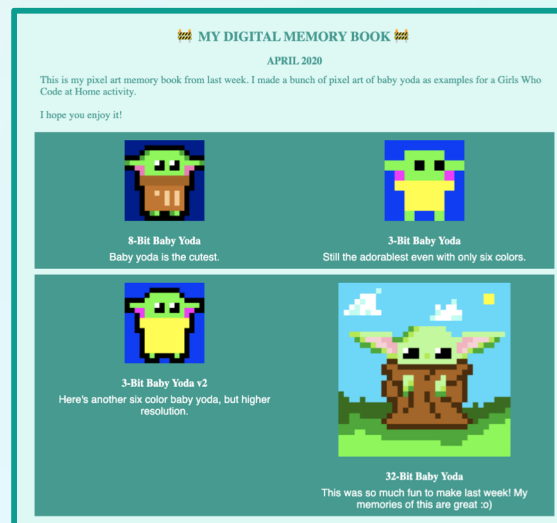 MY DIGITAL MEMORY BOOK
APRIL 2020
This is my pixel art memory book from last week. I made a bunch of pixel art of baby yoda as examples for a Girls Who
Code at Home activity.
I hope you enjoy it!
8-Bit Baby Yoda
Baby yoda is the cutest.
3-Bit Baby Yoda
Still the adorablest even with only six colors.
3-Bit Baby Yoda v2
Here's another six color baby yoda, but higher
resolution.
32-Bit Baby Yoda
This was so much fun to make last week! My
memories of this are great :o)